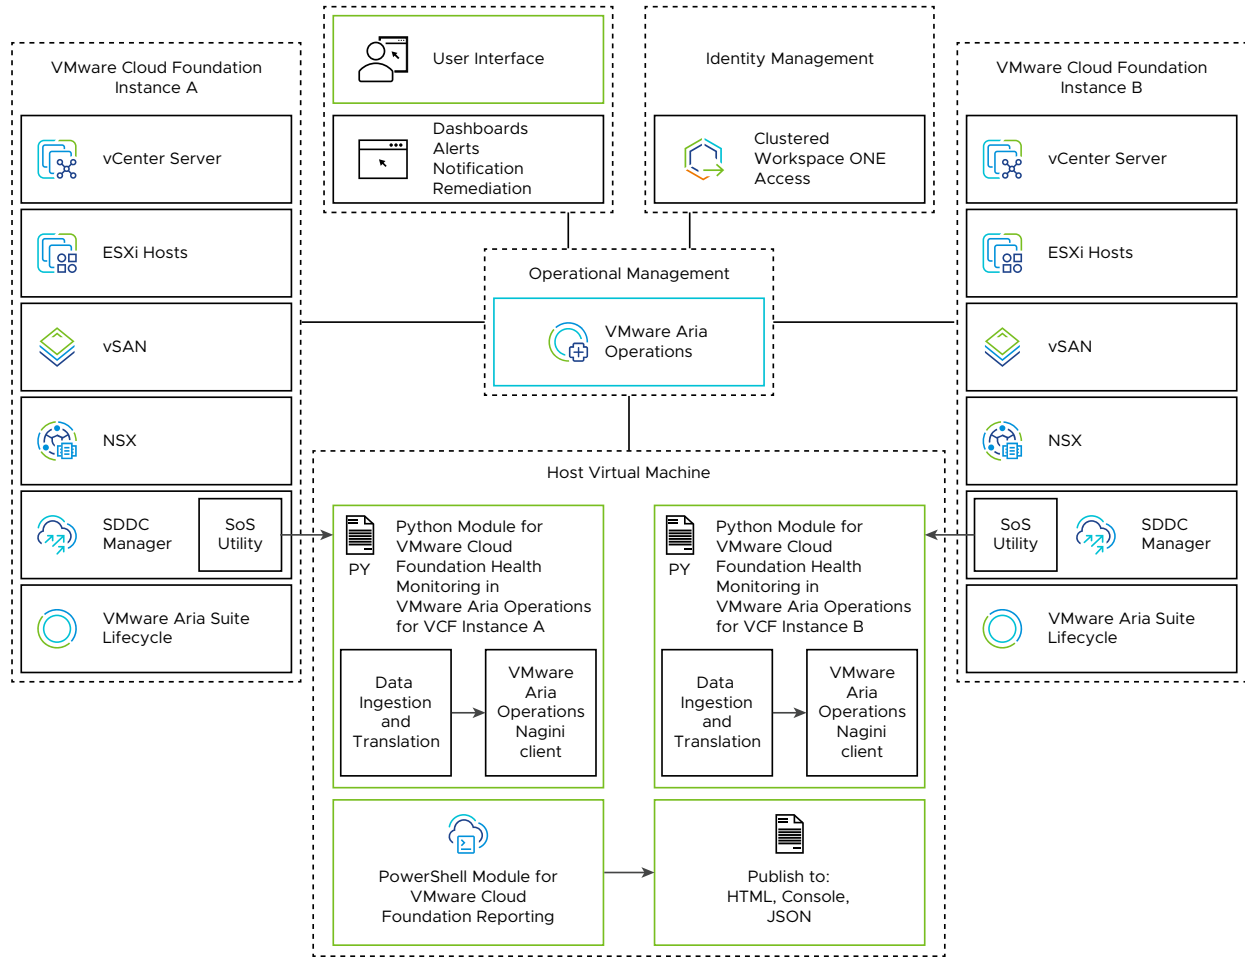 VMware Cloud Foundation
Instance A
vCenter Server
ESXi Hosts
vSAN
NSX
SDDC
Manager
SoS
Utility
VMware Aria Suite
Lifecycle
User Interface
Dashboards
Alerts
Notification
Remediation
Identity Management
Clustered
Workspace ONE
Access
Operational Management
VMware Aria
Operations
VMware Cloud Foundation
Instance B
vCenter Server
ESXi Hosts
vSAN
NSX
SoS
Utility
SDDC
Manager
VMware Aria Suite
Lifecycle
Host Virtual Machine
PY
Python Module for
VMware Cloud
Foundation Health
Monitoring in
VMware Aria Operations
for VCF Instance A
Data
Ingestion
and
Translation
VMware
Aria
Operations
Nagini
client
PY
Python Module for
VMware Cloud
Foundation Health
Monitoring in
VMware Aria Operations
for VCF Instance B
Data
Ingestion
and
Translation
VMware
Aria
Operations
Nagini
client
PowerShell Module for
VMware Cloud
Foundation Reporting
Publish to:
HTML, Console,
JSON